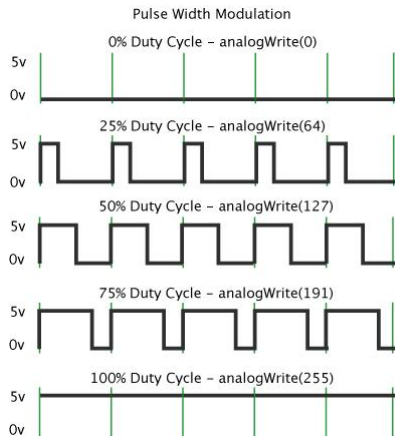 Pulse Width Modulation
0% Duty Cycle – analogWrite(0)
5v
0v
25% Duty Cycle – analogWrite(64)
5v
0v
50% Duty Cycle – analogWrite(127)
5v
0v
75% Duty Cycle – analogWrite(191)
5v
0v
100% Duty Cycle – analogWrite(255)
5v
0v